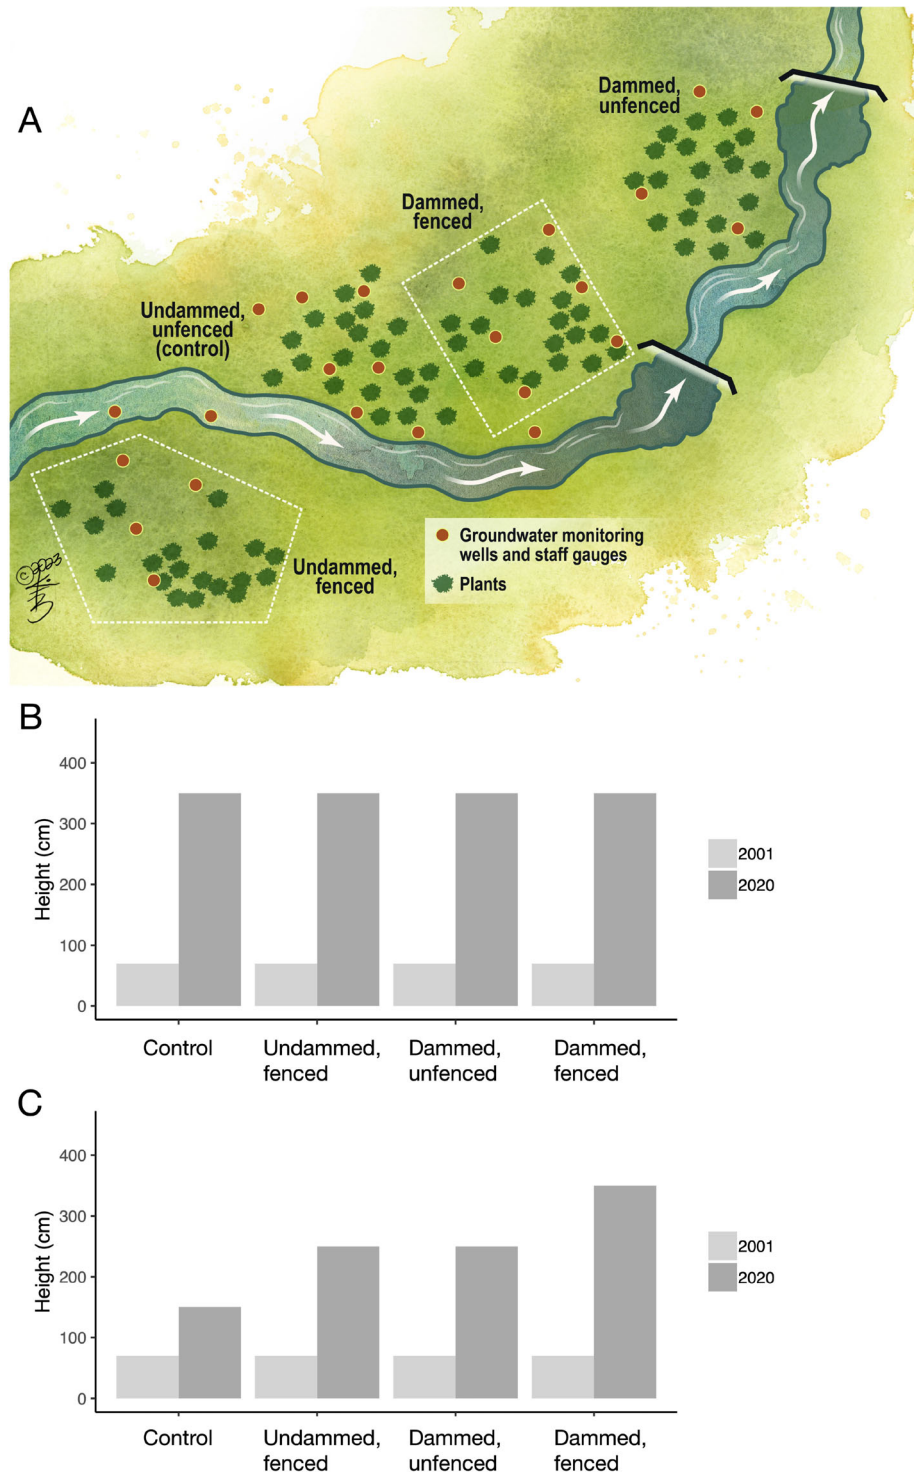 A
Dammed,
unfenced
Dammed,
fenced
Undammed,
unfenced
(control)
Groundwater monitoring
wells and staff gauges
Plants
Undammed,
fenced
©2023
B
Height (cm)
400
300
200
100
0
2001
2020
Control
Undammed,
fenced
Dammed,
unfenced
Dammed,
fenced
C
Height (cm)
400
300
200
100
0
2001
2020
Control
Undammed,
fenced
Dammed,
unfenced
Dammed,
fenced